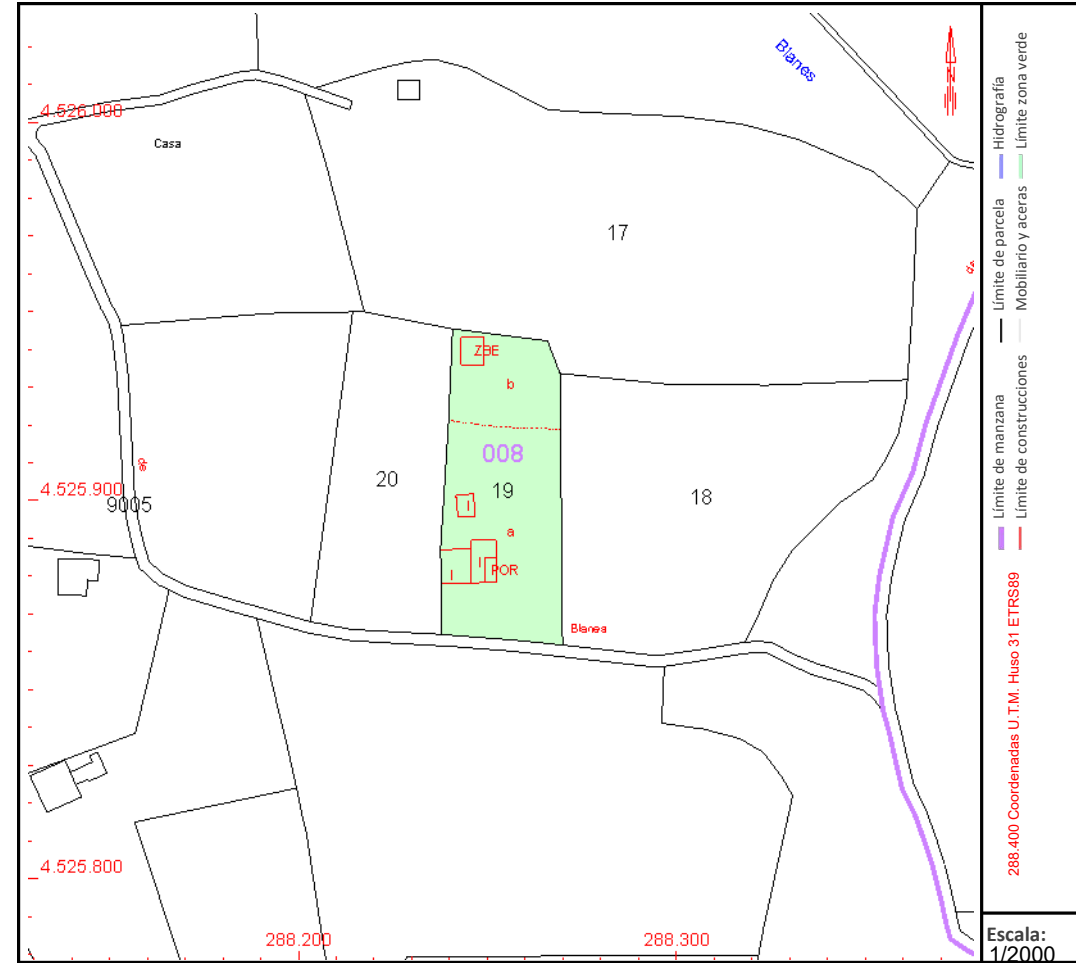 Blanes
N
4.526.000
Casa
17
de
ZBE
b
008
de
20
19
4.525.900
9005
18
I
a
I
I
POR
Blanes
4.525.800
288.200
288.300
Límite de manzana
Límite de parcela
Hidrografía
Límite de construcciones
Mobiliario y aceras
Límite zona verde
288.400 Coordenadas U.T.M. Huso 31 ETRS89
Escala:
1/2000